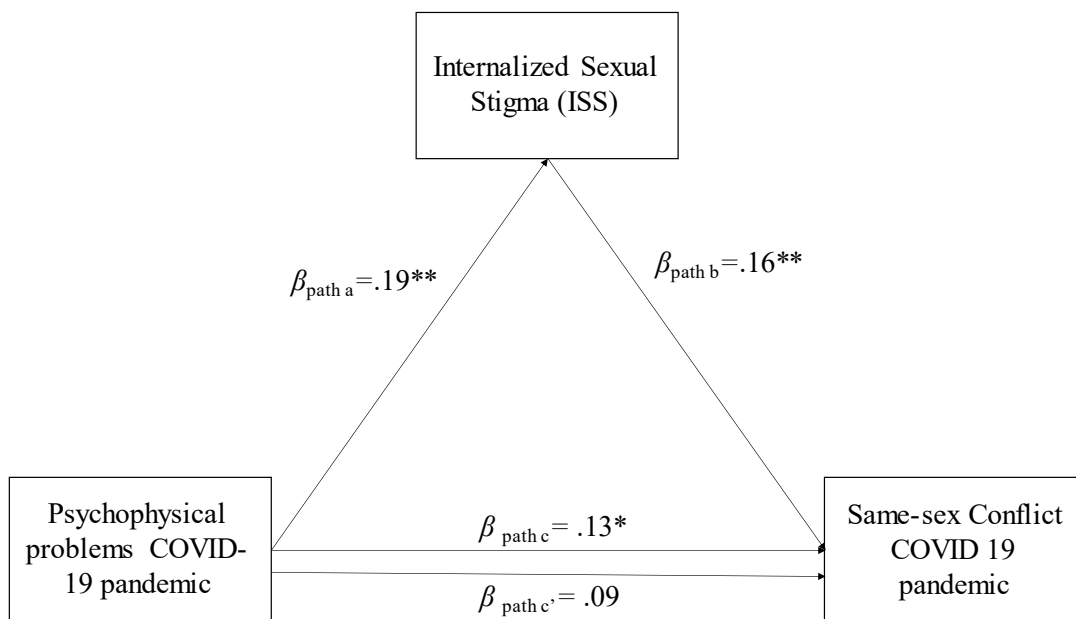 Internalized Sexual
Stigma (ISS)
βpath a=.19**
βpath b=.16**
Psychophysical
problems COVID-
19 pandemic
β path c= .13*
β path c’= .09
Same-sex Conflict
COVID 19
pandemic